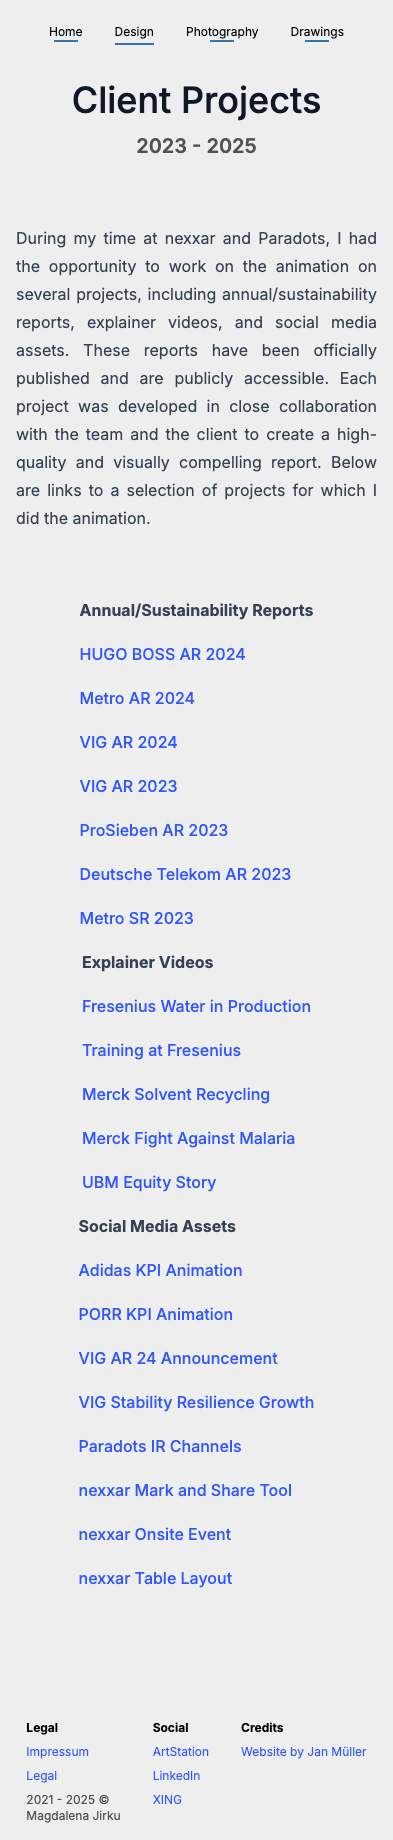 Home Design Photography Drawings
Client Projects
2023 - 2025
During my time at nexxar and Paradots, I had
the opportunity to work on the animation on
several projects, including annual/sustainability
reports, explainer videos, and social media
assets. These reports have been officially
published and are publicly accessible. Each
project was developed in close collaboration
with the team and the client to create a high-
quality and visually compelling report. Below
are links to a selection of projects for which I
did the animation.
Annual/Sustainability Reports
HUGO BOSS AR 2024
Metro AR 2024
VIG AR 2024
VIG AR 2023
ProSieben AR 2023
Deutsche Telekom AR 2023
Metro SR 2023
Explainer Videos
Fresenius Water in Production
Training at Fresenius
Merck Solvent Recycling
Merck Fight Against Malaria
UBM Equity Story
Social Media Assets
Adidas KPI Animation
PORR KPI Animation
VIG AR 24 Announcement
VIG Stability Resilience Growth
Paradots IR Channels
nexxar Mark and Share Tool
nexxar Onsite Event
nexxar Table Layout
Legal
Impressum
Legal
2021 - 2025 ©
Magdalena Jirku
Social
ArtStation
LinkedIn
XING
Credits
Website by Jan Müller